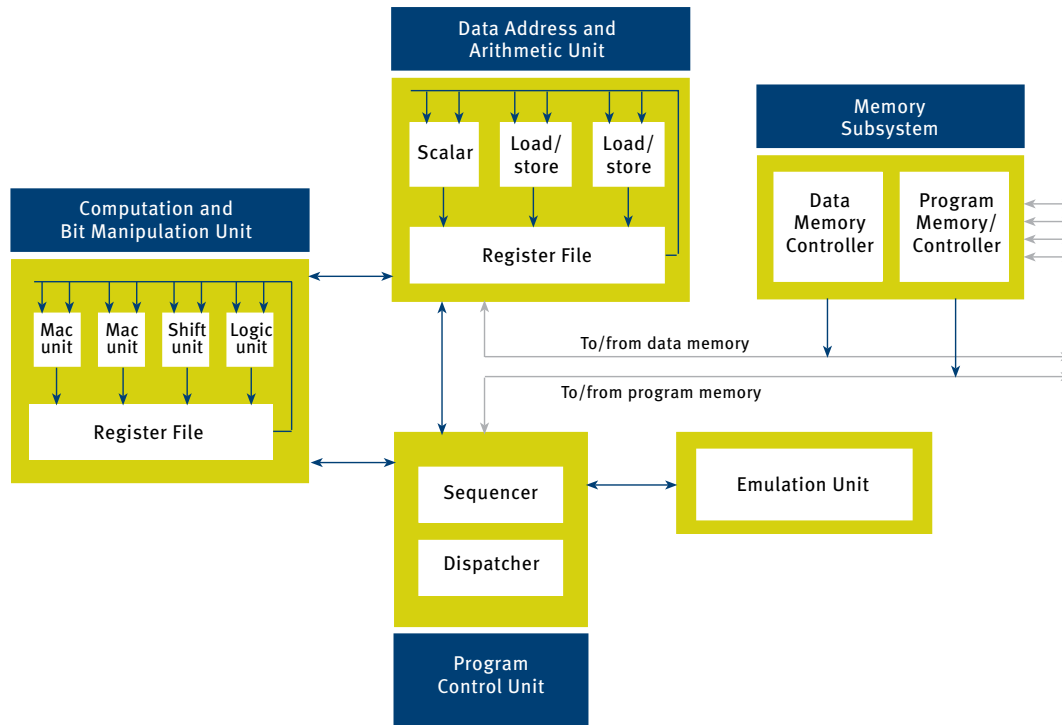 Data Address and
Arithmetic Unit
Scalar
Load/
store
Load/
store
Register File
Memory
Subsystem
Data
Memory
Controller
Program
Memory/
Controller
Computation and
Bit Manipulation Unit
Mac
unit
Mac
unit
Shift
unit
Logic
unit
Register File
To/from data memory
To/from program memory
Sequencer
Dispatcher
Emulation Unit
Program
Control Unit